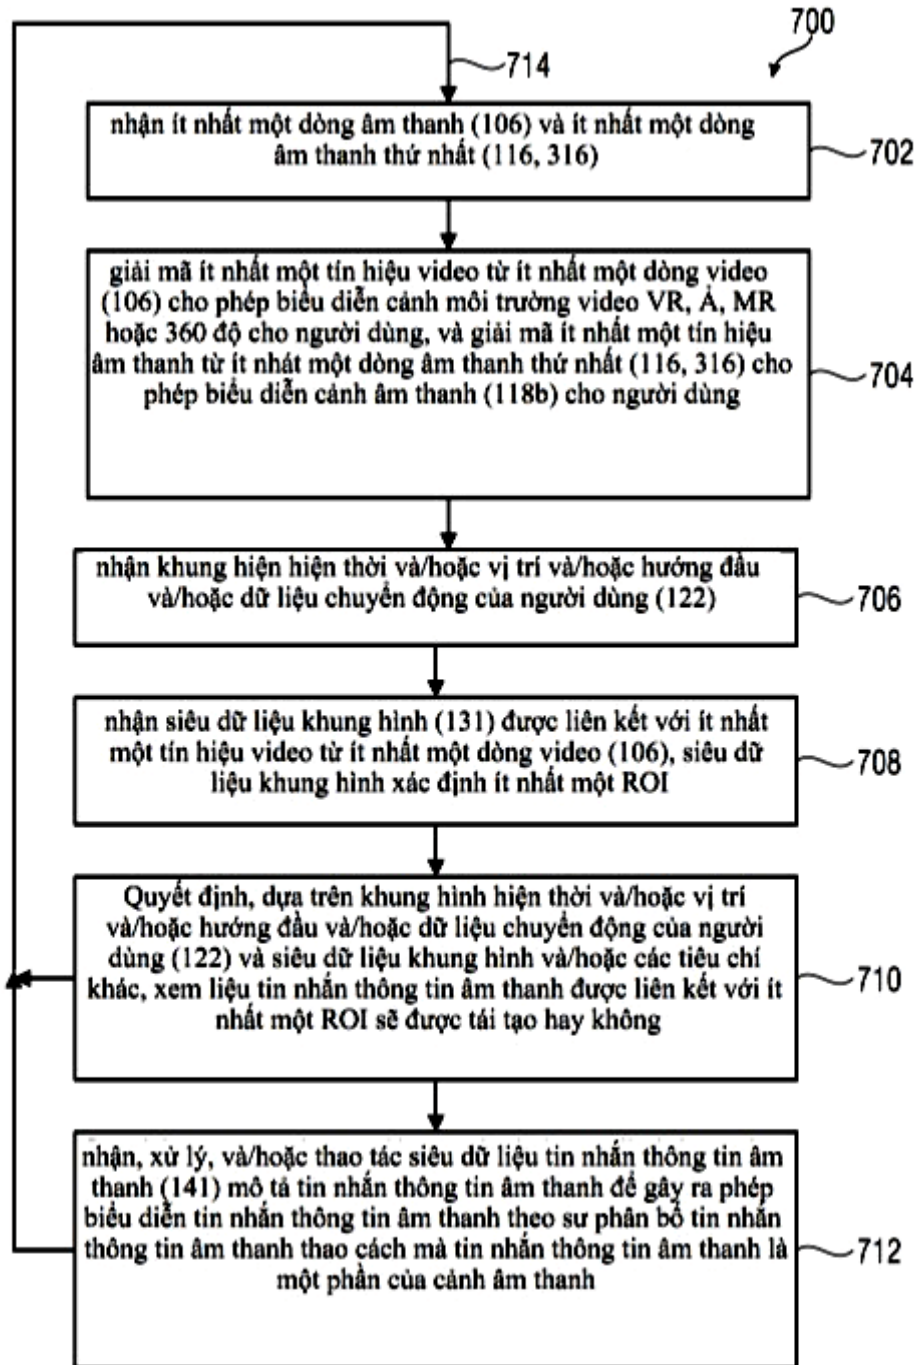 700
714
nhận ít nhất một dòng âm thanh (106) và ít nhất một dòng
âm thanh thứ nhất (116, 316)
702
giải mã ít nhất một tín hiệu video từ ít nhất một dòng video
(106) cho phép biểu diễn cảnh môi trường video VR, Ả, MR
hoặc 360 độ cho người dùng, và giải mã ít nhất một tín hiệu
âm thanh từ ít nhát một dòng âm thanh thứ nhất (116, 316) cho
phép biểu diễn cảnh âm thanh (118b) cho người dùng
704
nhận khung hiện hiện thời và/hoặc vị trí và/hoặc hướng đầu
và/hoặc dữ liệu chuyển động của người dùng (122)
706
nhận siêu dữ liệu khung hình (131) được liên kết với ít nhất
một tín hiệu video từ ít nhất một dòng video (106), siêu dữ
liệu khung hình xác định ít nhất một ROI
708
Quyết định, dựa trên khung hình hiện thời và/hoặc vị trí
và/hoặc hướng đầu và/hoặc dữ liệu chuyển động của người
dùng (122) và siêu dữ liệu khung hình và/hoặc các tiêu chí
khác, xem liệu tin nhắn thông tin âm thanh được liên kết với ít
nhất một ROI sẽ được tái tạo hay không
710
nhận, xử lý, và/hoặc thao tác siêu dữ liệu tin nhắn thông tin âm
thanh (141) mô tả tin nhắn thông tin âm thanh để gây ra phép
biểu diễn tin nhắn thông tin âm thanh theo sư phân bổ tin nhắn
thông tin âm thanh thao cách mà tin nhắn thông tin âm thanh là
một phần của cảnh âm thanh
712